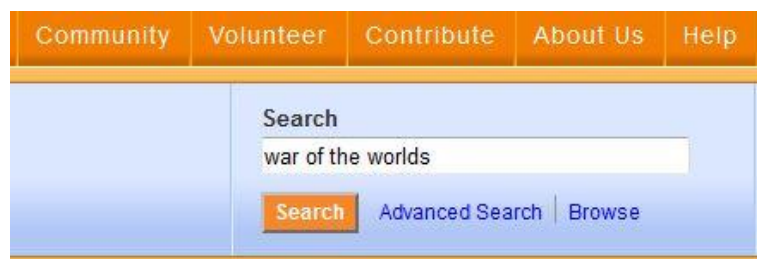 Community Volunteer Contribute About Us Help
Search
war of the worlds
Search Advanced Search Browse